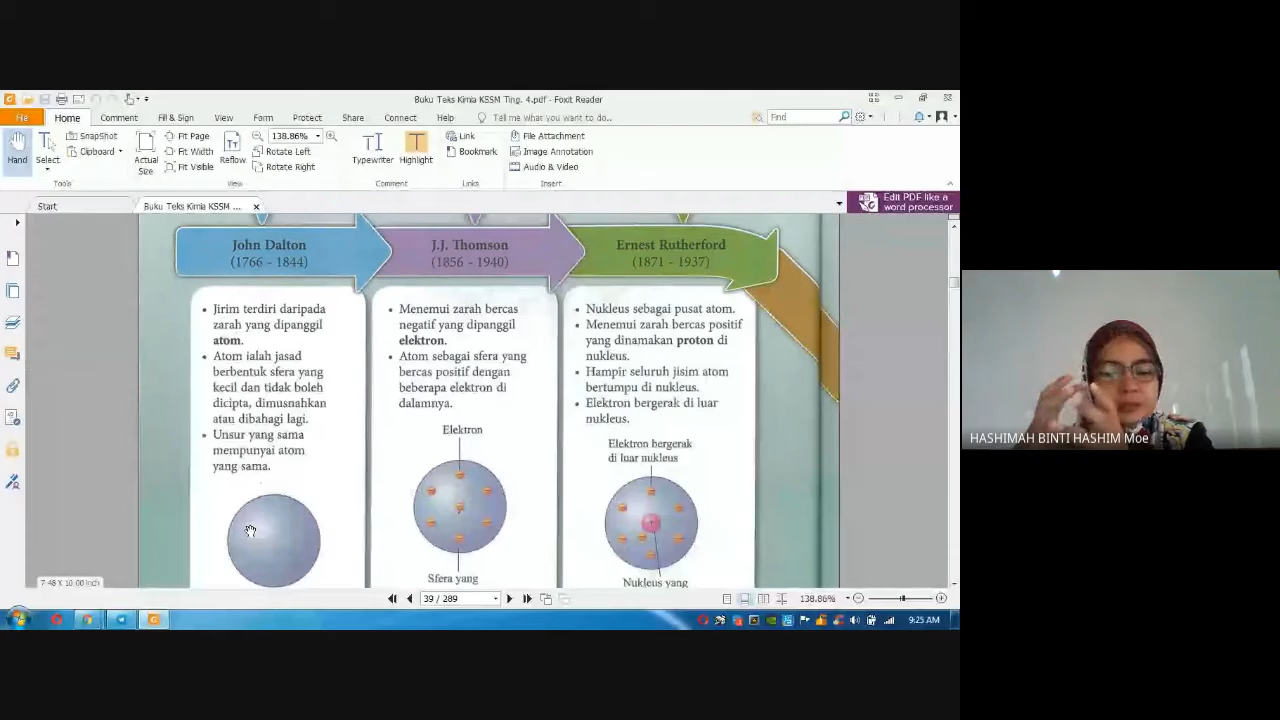 Buku Teks Kimia KSSM Ting. 4.pdf - Foxit Reader
File
Home
Comment
Fill & Sign
View
Form
Protect
Share
Connect
Help
Tell me what you want to do..
Find
Hand
Select
SnapShot
Clipboard
Actual
Size
Fit Page
Fit Width
Fit Visible
Reflow
138.86%
Rotate Left
Rotate Right
Typewriter
Highlight
Link
Bookmark
File Attachment
Image Annotation
Audio & Video
Tools
View
Comment
Links
Insert
Start
Buku Teks Kimia KSSM ...
Edit PDF like a
word processor
John Dalton
(1766 - 1844)
J.J. Thomson
(1856 - 1940)
Ernest Rutherford
(1871 - 1937)
• Jirim terdiri daripada
zarah yang dipanggil
atom.
• Atom ialah jasad
berbentuk sfera yang
kecil dan tidak boleh
dicipta, dimusnahkan
atau dibahagi lagi.
• Unsur yang sama
mempunyai atom
yang sama.
• Menemui zarah bercas
negatif yang dipanggil
elektron.
• Atom sebagai sfera yang
bercas positif dengan
beberapa elektron di
dalamnya.
Elektron
Sfera yang
• Nukleus sebagai pusat atom.
• Menemui zarah bercas positif
yang dinamakan proton di
nukleus.
• Hampir seluruh jisim atom
bertumpu di nukleus.
• Elektron bergerak di luar
nukleus.
Elektron bergerak
di luar nukleus
Nukleus yang
7.48 x 10.00 inch
39 / 289
138.86%
9:25 AM
HASHIMAH BINTI HASHIM Moe